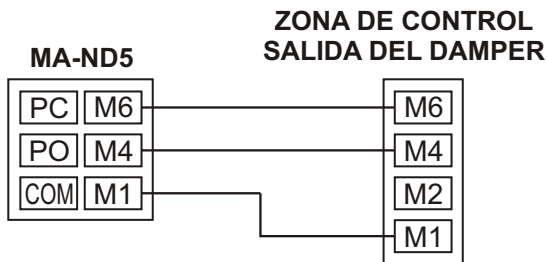 ZONA DE CONTROL
SALIDA DEL DAMPER
MA-ND5
PC M6
PO M4
COM M1
M6
M4
M2
M1